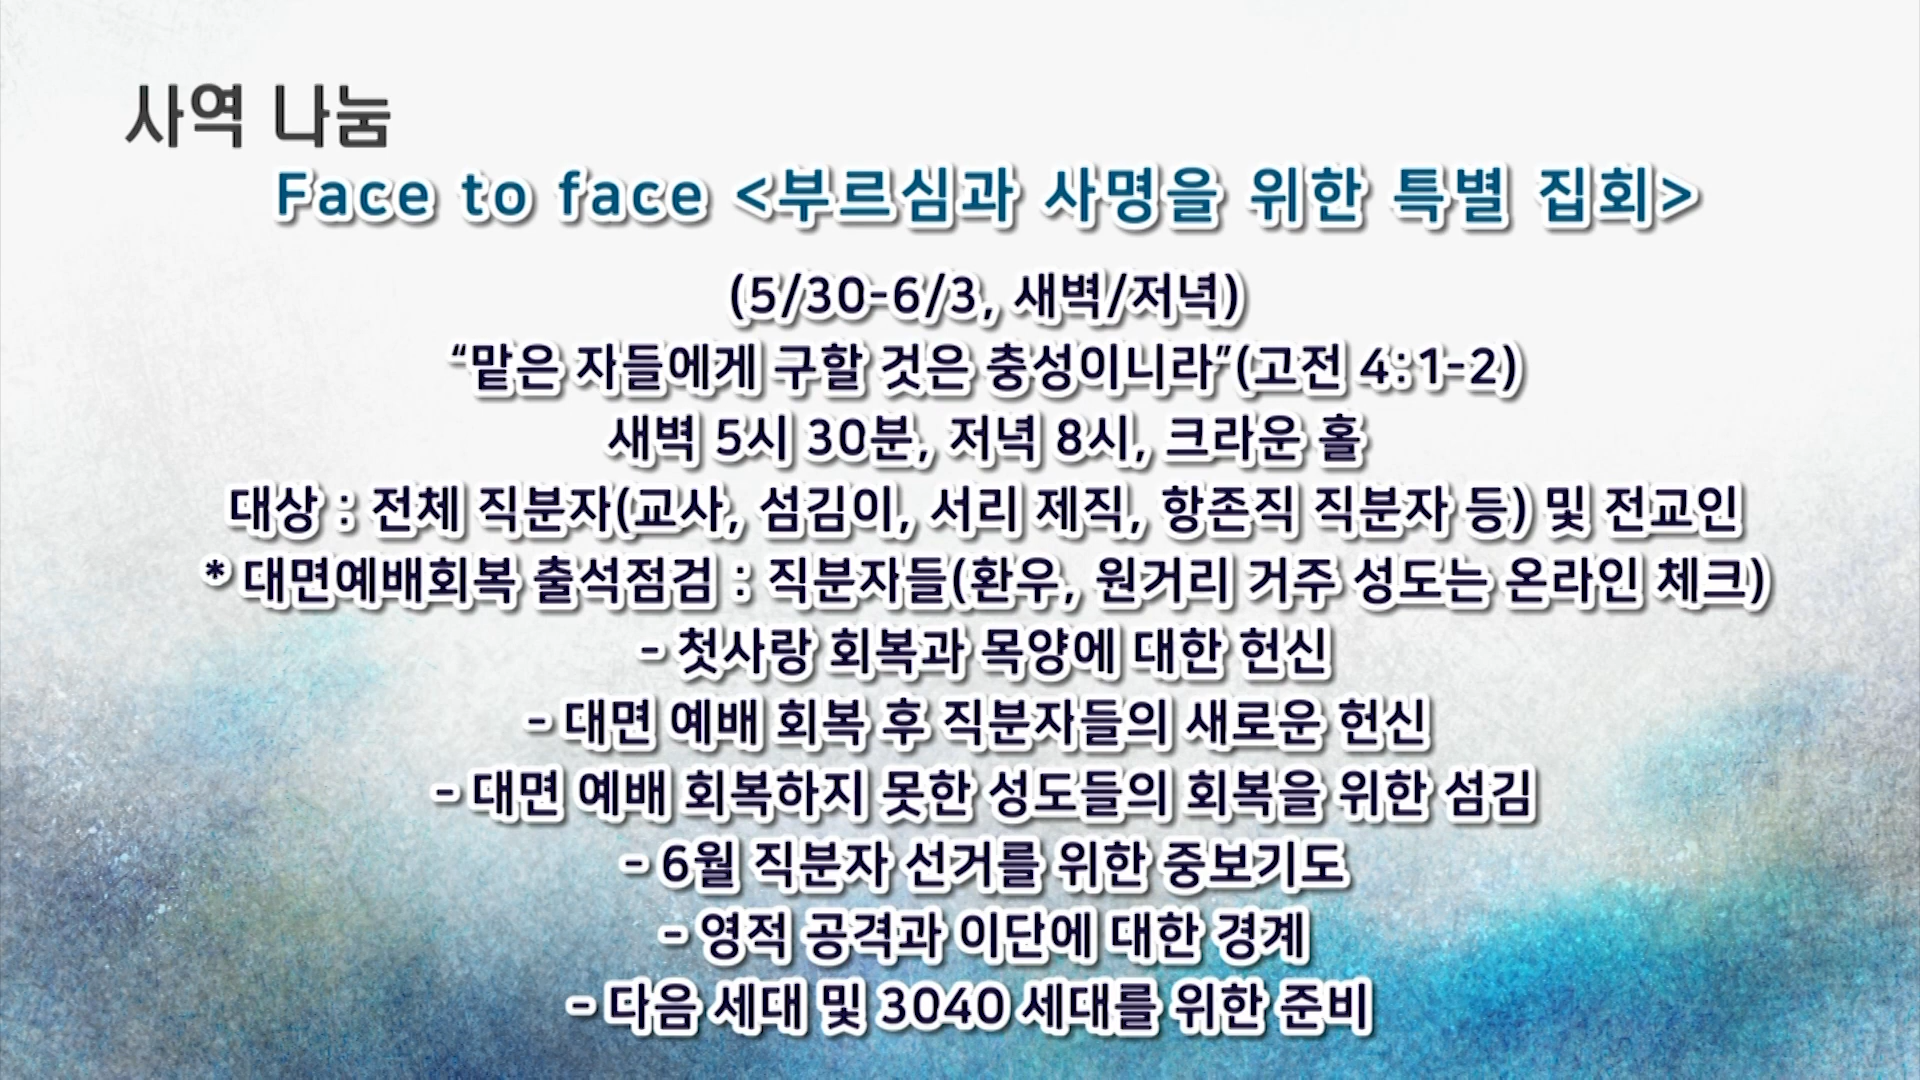 사역 나눔
Face to face <부르심과 사명을 위한 특별 집회>
(5/30-6/3, 새벽/저녁)
“맡은 자들에게 구할 것은 충성이니라”(고전 4:1-2)
새벽 5시 30분, 저녁 8시, 크라운 홀
대상 : 전체 직분자(교사, 섬김이, 서리 제직, 항존직 직분자 등) 및 전교인
* 대면예배회복 출석점검 : 직분자들(환우, 원거리 거주 성도는 온라인 체크)
- 첫사랑 회복과 목양에 대한 헌신
- 대면 예배 회복 후 직분자들의 새로운 헌신
- 대면 예배 회복하지 못한 성도들의 회복을 위한 섬김
- 6월 직분자 선거를 위한 중보기도
- 영적 공격과 이단에 대한 경계
- 다음 세대 및 3040 세대를 위한 준비